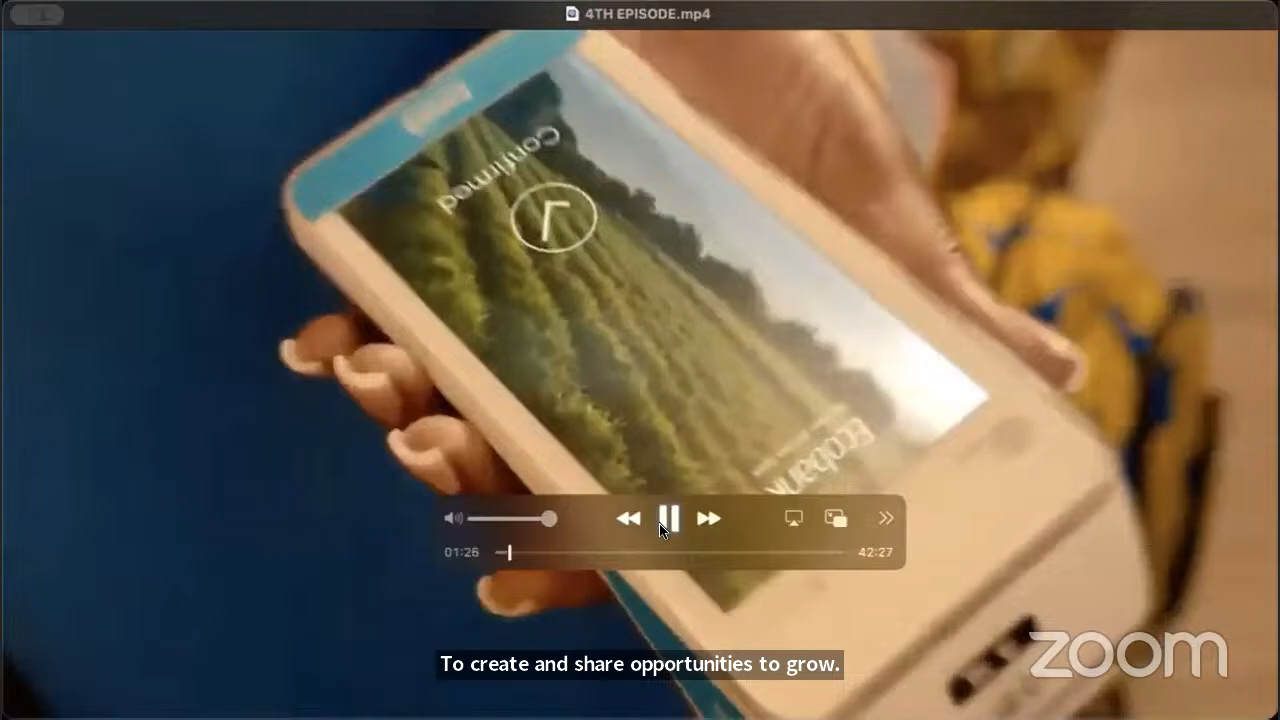 4TH EPISODE.mp4
Confirmed
Ecobank
01:26
42:27
To create and share opportunities to grow.
zoom